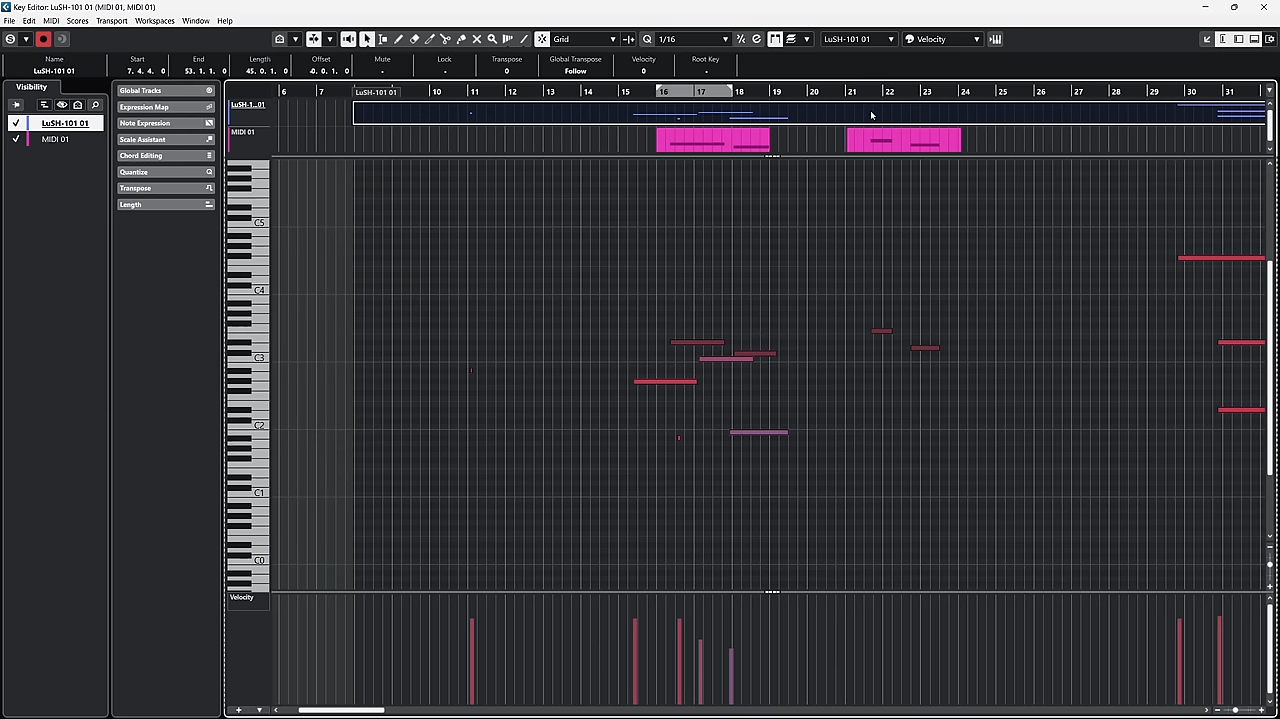 Key Editor: LuSH-101 01 (MIDI 01, MIDI 01)
File Edit MIDI Scores Transport Workspaces Window Help
Grid 1/16 LuSH-101 01 Velocity
Name Start End Length Offset Mute Lock Transpose Global Transpose Velocity Root Key
LuSH-101 01 7. 4. 4. 0 53. 1. 1. 0 45. 0. 1. 0 -0. 0. 1. 0 - - 0 Follow 0 -
Visibility
LuSH-101 01
MIDI 01
Global Tracks
Expression Map
Note Expression
Scale Assistant
Chord Editing
Quantize
Transpose
Length
6 7 LuSH-101 01 10 11 12 13 14 15 16 17 18 19 20 21 22 23 24 25 26 27 28 29 30 31
LuSH-1...01
MIDI 01
C5
C4
C3
C2
C1
C0
Velocity